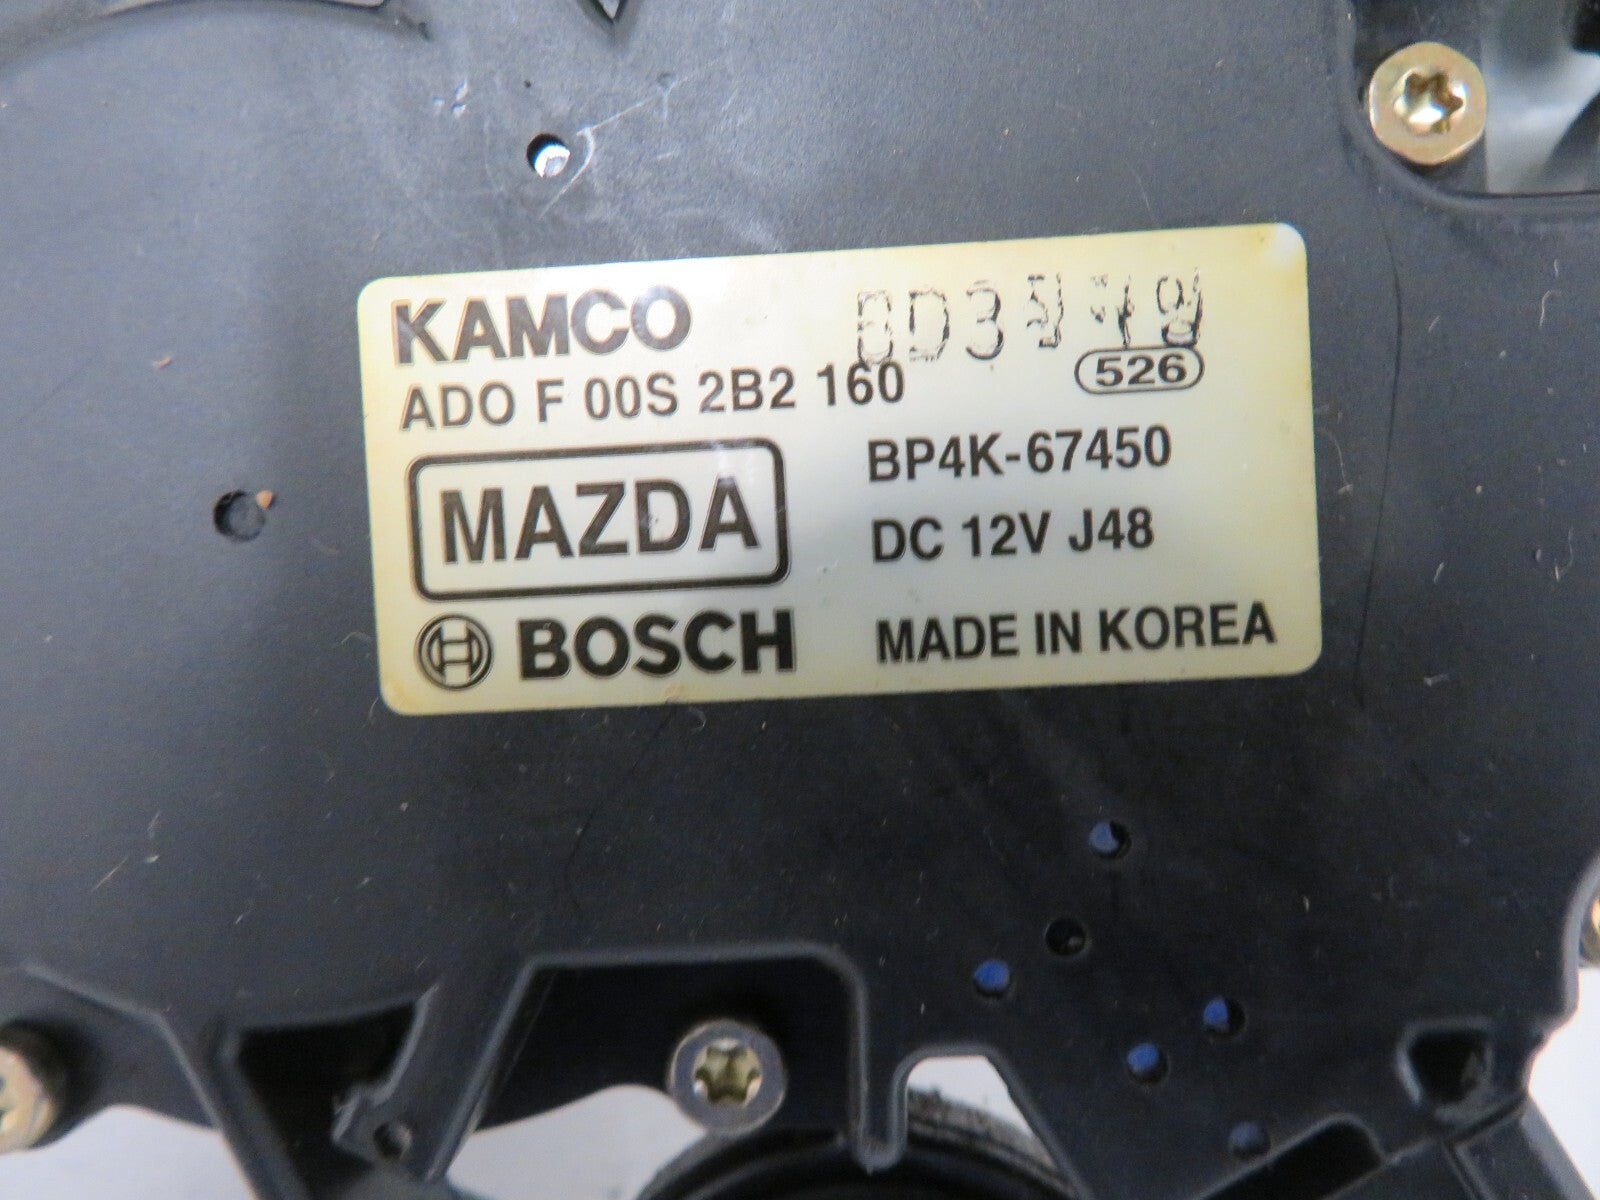 KAMCO
ADO F 00S 2B2 160
526
MAZDA
BP4K-67450
DC 12V J48
BOSCH
MADE IN KOREA